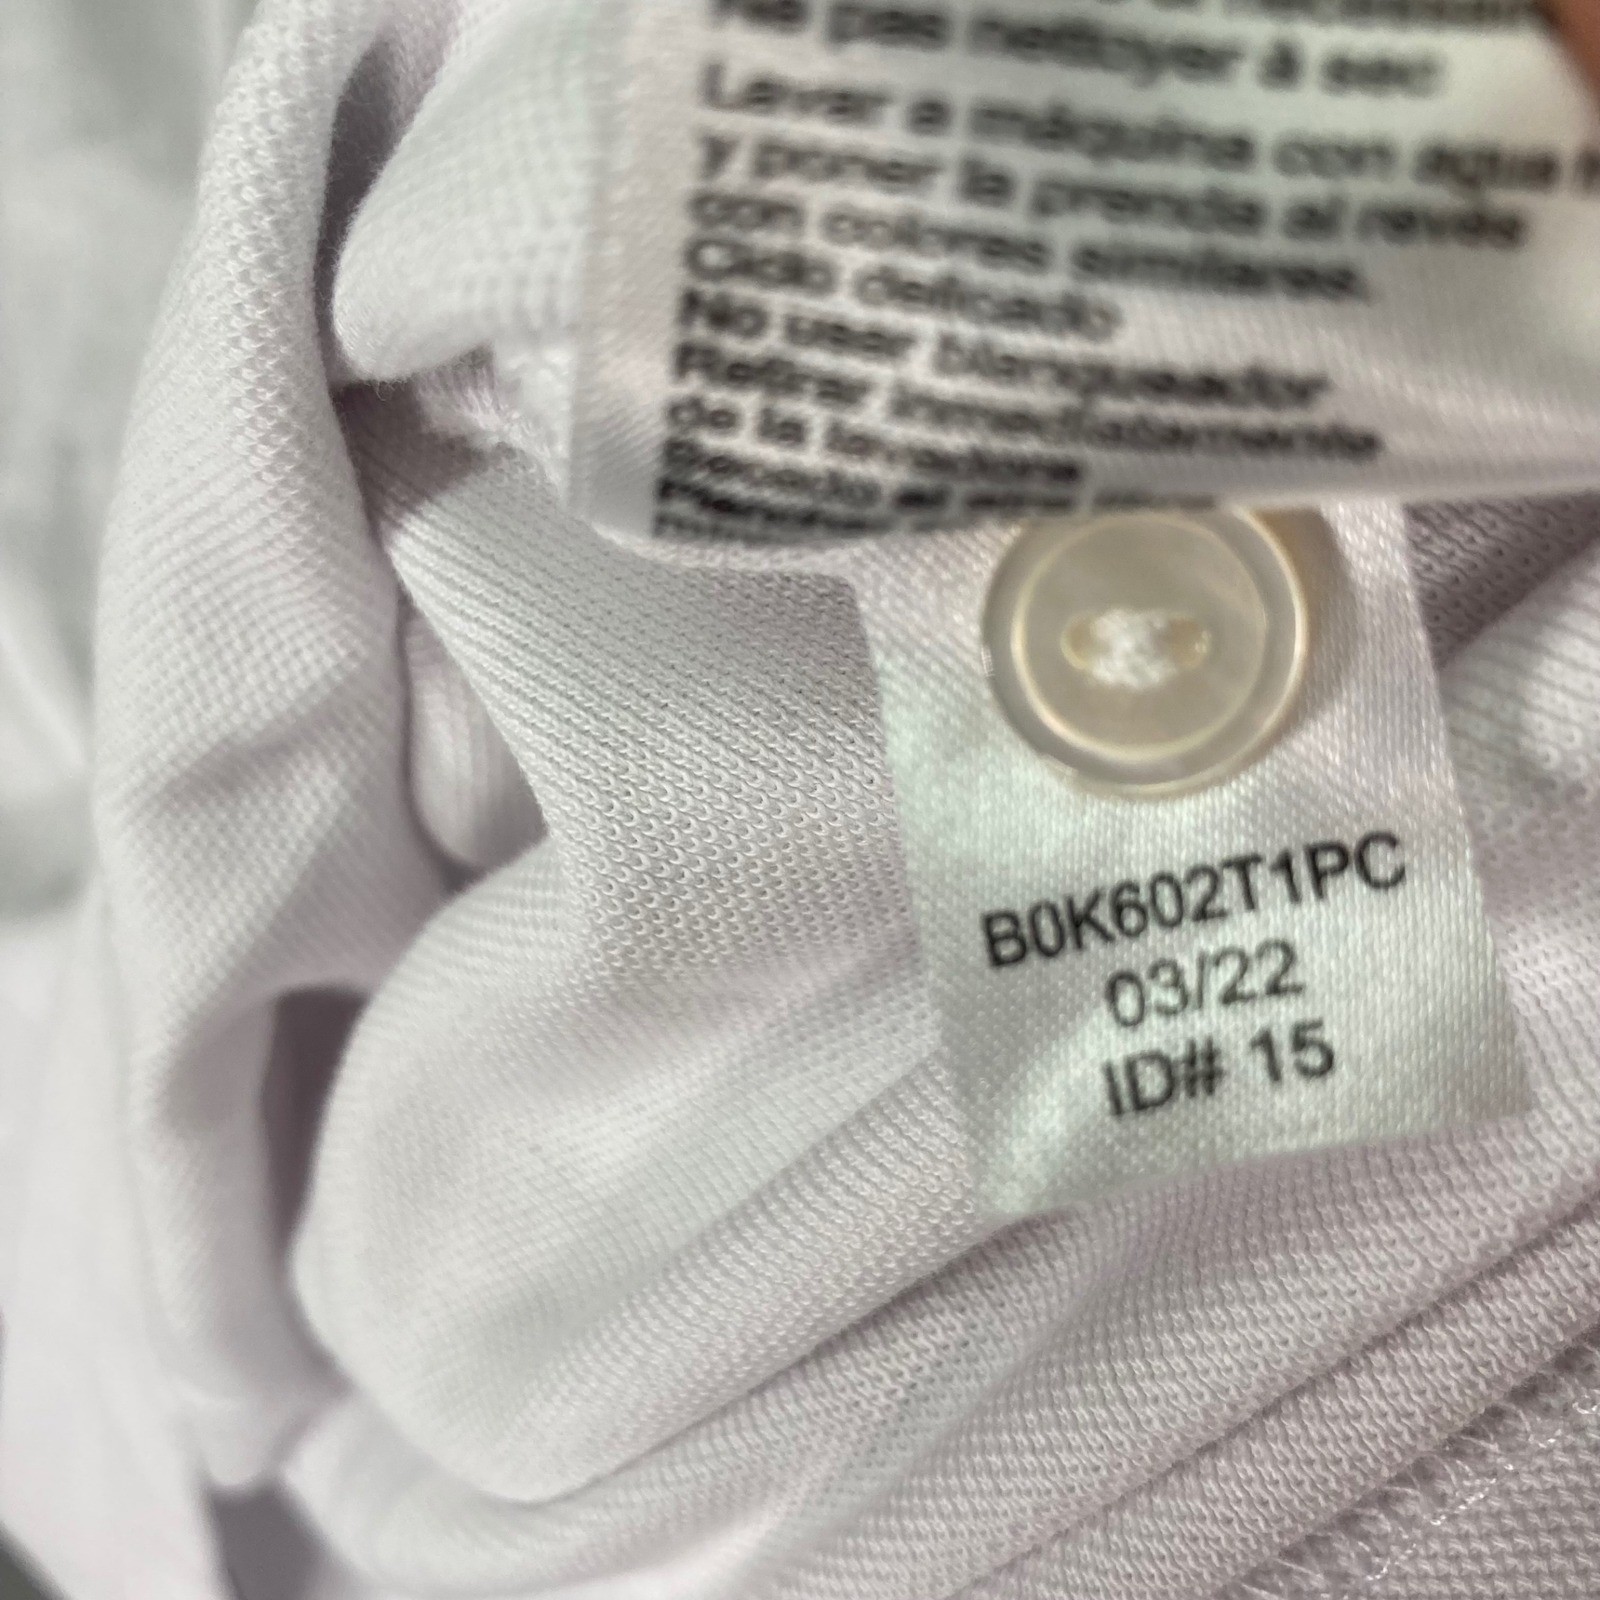 Ne pas nettoyer à sec
Lavar a máquina con agua
y poner la prenda al revés
con colores similares.
Ciclo delicado
No usar blanqueador
Retirar inmediatamente
de la lavadora
B0K602T1PC
03/22
ID# 15